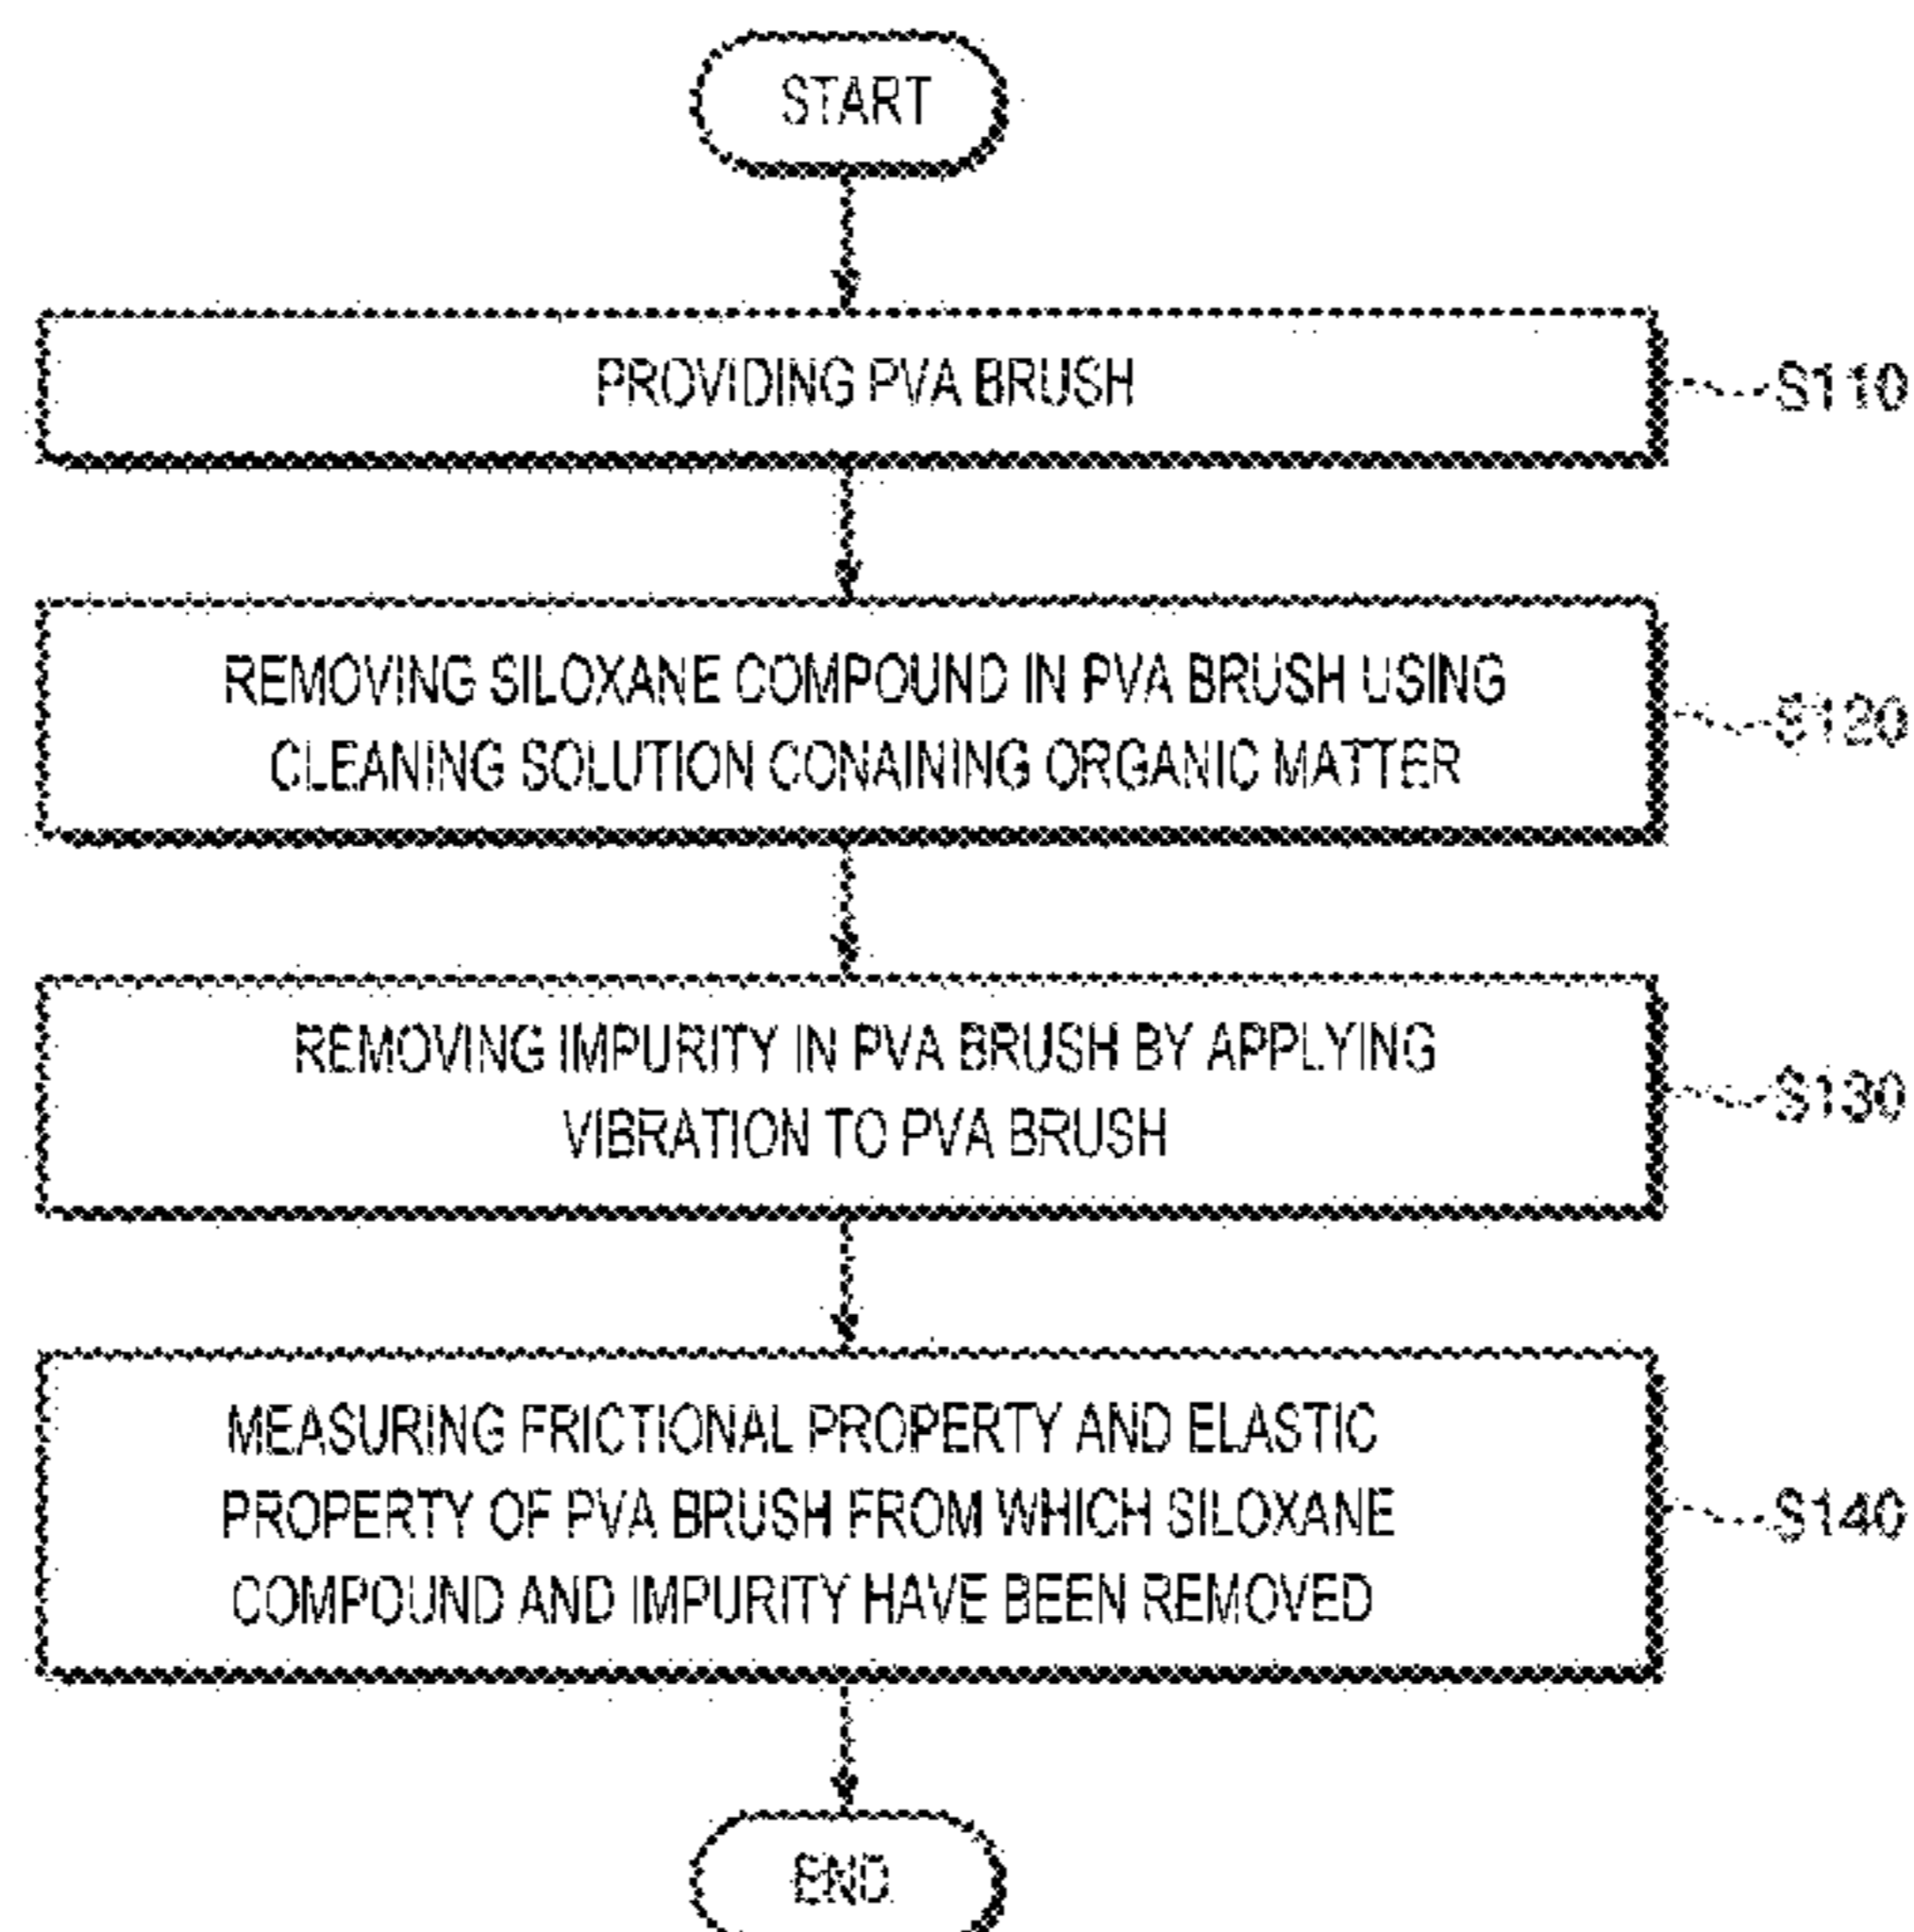 START
PROVIDING PVA BRUSH
S110
REMOVING SILOXANE COMPOUND IN PVA BRUSH USING
CLEANING SOLUTION CONAINING ORGANIC MATTER
S120
REMOVING IMPURITY IN PVA BRUSH BY APPLYING
VIBRATION TO PVA BRUSH
S130
MEASURING FRICTIONAL PROPERTY AND ELASTIC
PROPERTY OF PVA BRUSH FROM WHICH SILOXANE
COMPOUND AND IMPURITY HAVE BEEN REMOVED
S140
END